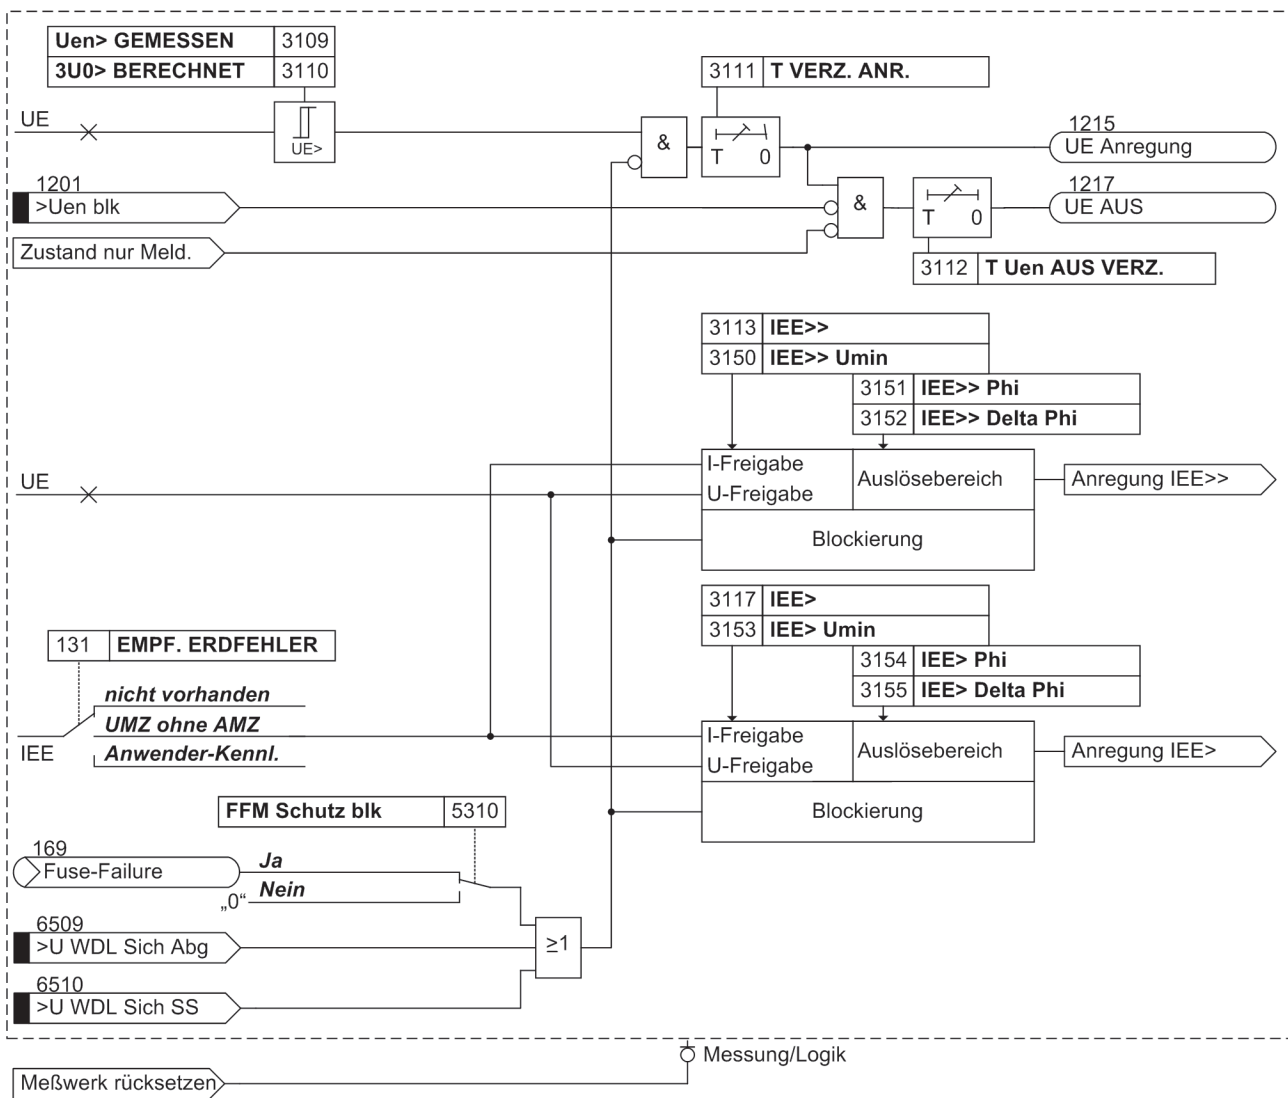 Uen> GEMESSEN 3109
3U0> BERECHNET 3110
3111 T VERZ. ANR.
UE
UE>
&
T 0
1215
UE Anregung
1201
>Uen blk
&
T 0
1217
UE AUS
Zustand nur Meld.
3112 T Uen AUS VERZ.
3113 IEE>>
3150 IEE>> Umin
3151 IEE>> Phi
3152 IEE>> Delta Phi
UE
I-Freigabe
U-Freigabe
Auslösebereich
Anregung IEE>>
Blockierung
3117 IEE>
3153 IEE> Umin
131 EMPF. ERDFEHLER
3154 IEE> Phi
3155 IEE> Delta Phi
nicht vorhanden
UMZ ohne AMZ
Anwender-Kennl.
IEE
I-Freigabe
U-Freigabe
Auslösebereich
Anregung IEE>
Blockierung
FFM Schutz blk 5310
169
Fuse-Failure
Ja
„0“ Nein
6509
>U WDL Sich Abg
≥1
6510
>U WDL Sich SS
Messung/Logik
Meßwerk rücksetzen